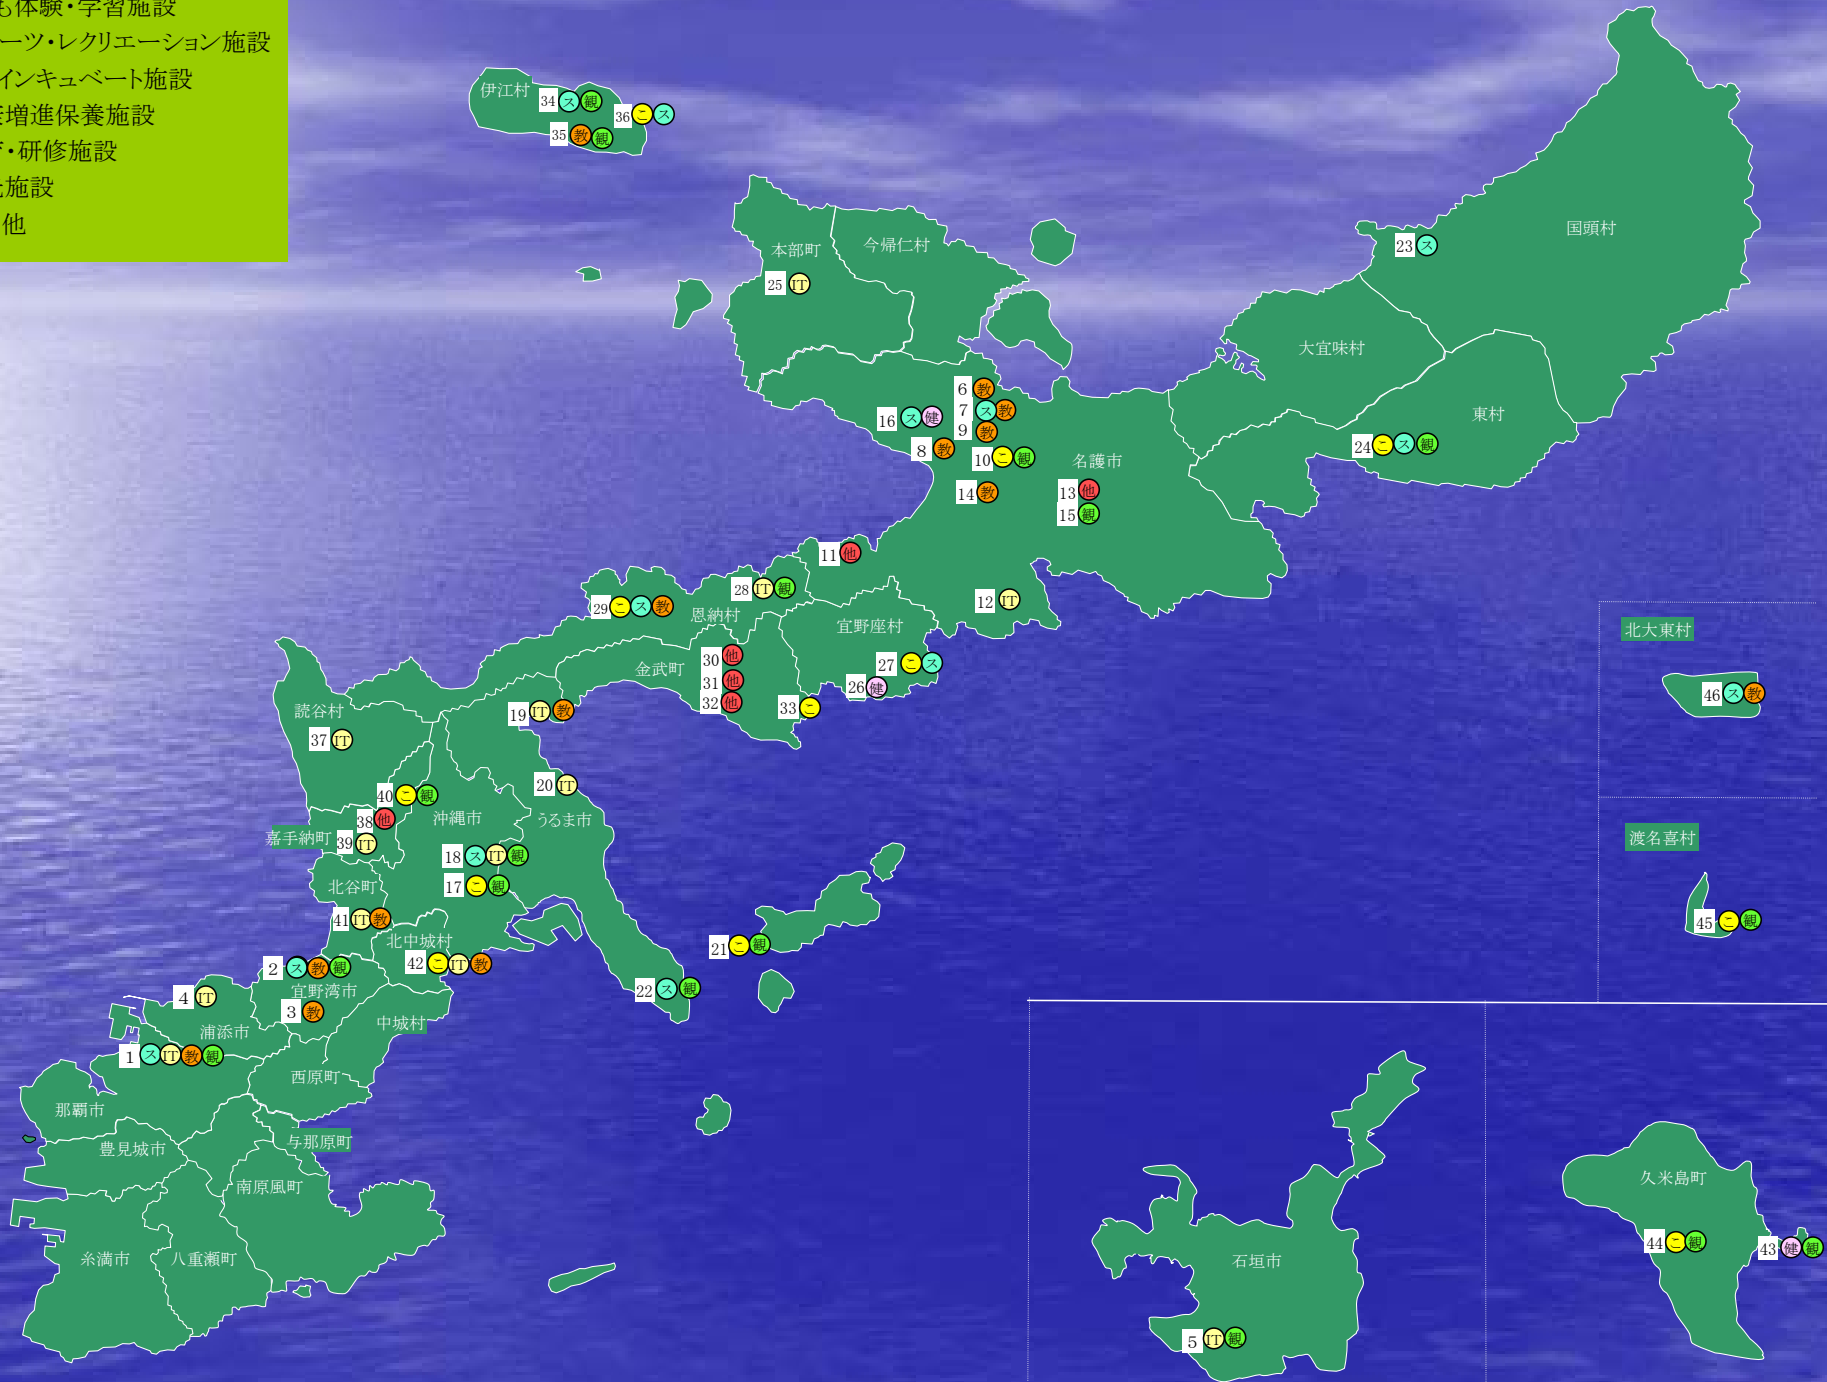 も体験・学習施設
ーツ・レクリエーション施設
インキュベート施設
増進保養施設
・研修施設
施設
他
伊江村
34 ス 観
36 こ ス
35 教 観
本部町
今帰仁村
25 IT
国頭村
23 ス
大宜味村
東村
24 こ ス 観
6 教
7 ス 教
16 ス 健
9 教
8 教
10 こ 観
名護市
14 教
13 他
15 観
11 他
28 IT 観
29 こ ス 教
恩納村
12 IT
宜野座村
27 こ ス
26 健
金武町
30 他
31 他
32 他
33 こ
北大東村
46 ス 教
読谷村
37 IT
19 IT 教
20 IT
40 こ 観
38 他
嘉手納町
39 IT
沖縄市
うるま市
18 ス IT 観
17 こ 観
北谷町
41 IT 教
北中城村
42 こ IT 教
21 こ 観
22 ス 観
渡名喜村
45 こ 観
2 ス 教 観
宜野湾市
3 教
4 IT
浦添市
中城村
1 ス IT 教 観
西原町
那覇市
豊見城市
与那原町
南原風町
糸満市
八重瀬町
石垣市
5 IT 観
久米島町
44 こ 観
43 健 観